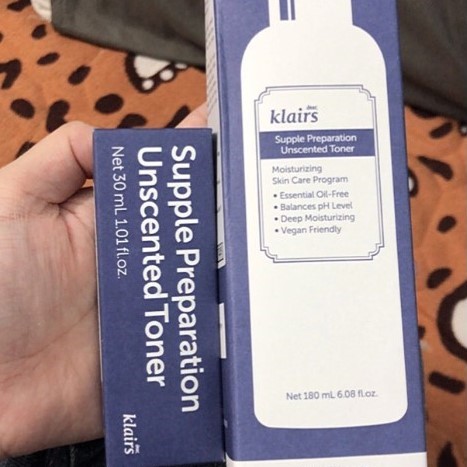 Supple Preparation
Unscented Toner
Net 30 mL 1.01 fl.oz.
dear,
klairs
dear,
klairs
Supple Preparation
Unscented Toner
Moisturizing
Skin Care Program
• Essential Oil-Free
• Balances pH Level
• Deep Moisturizing
• Vegan Friendly
Net 180 mL 6.08 fl.oz.